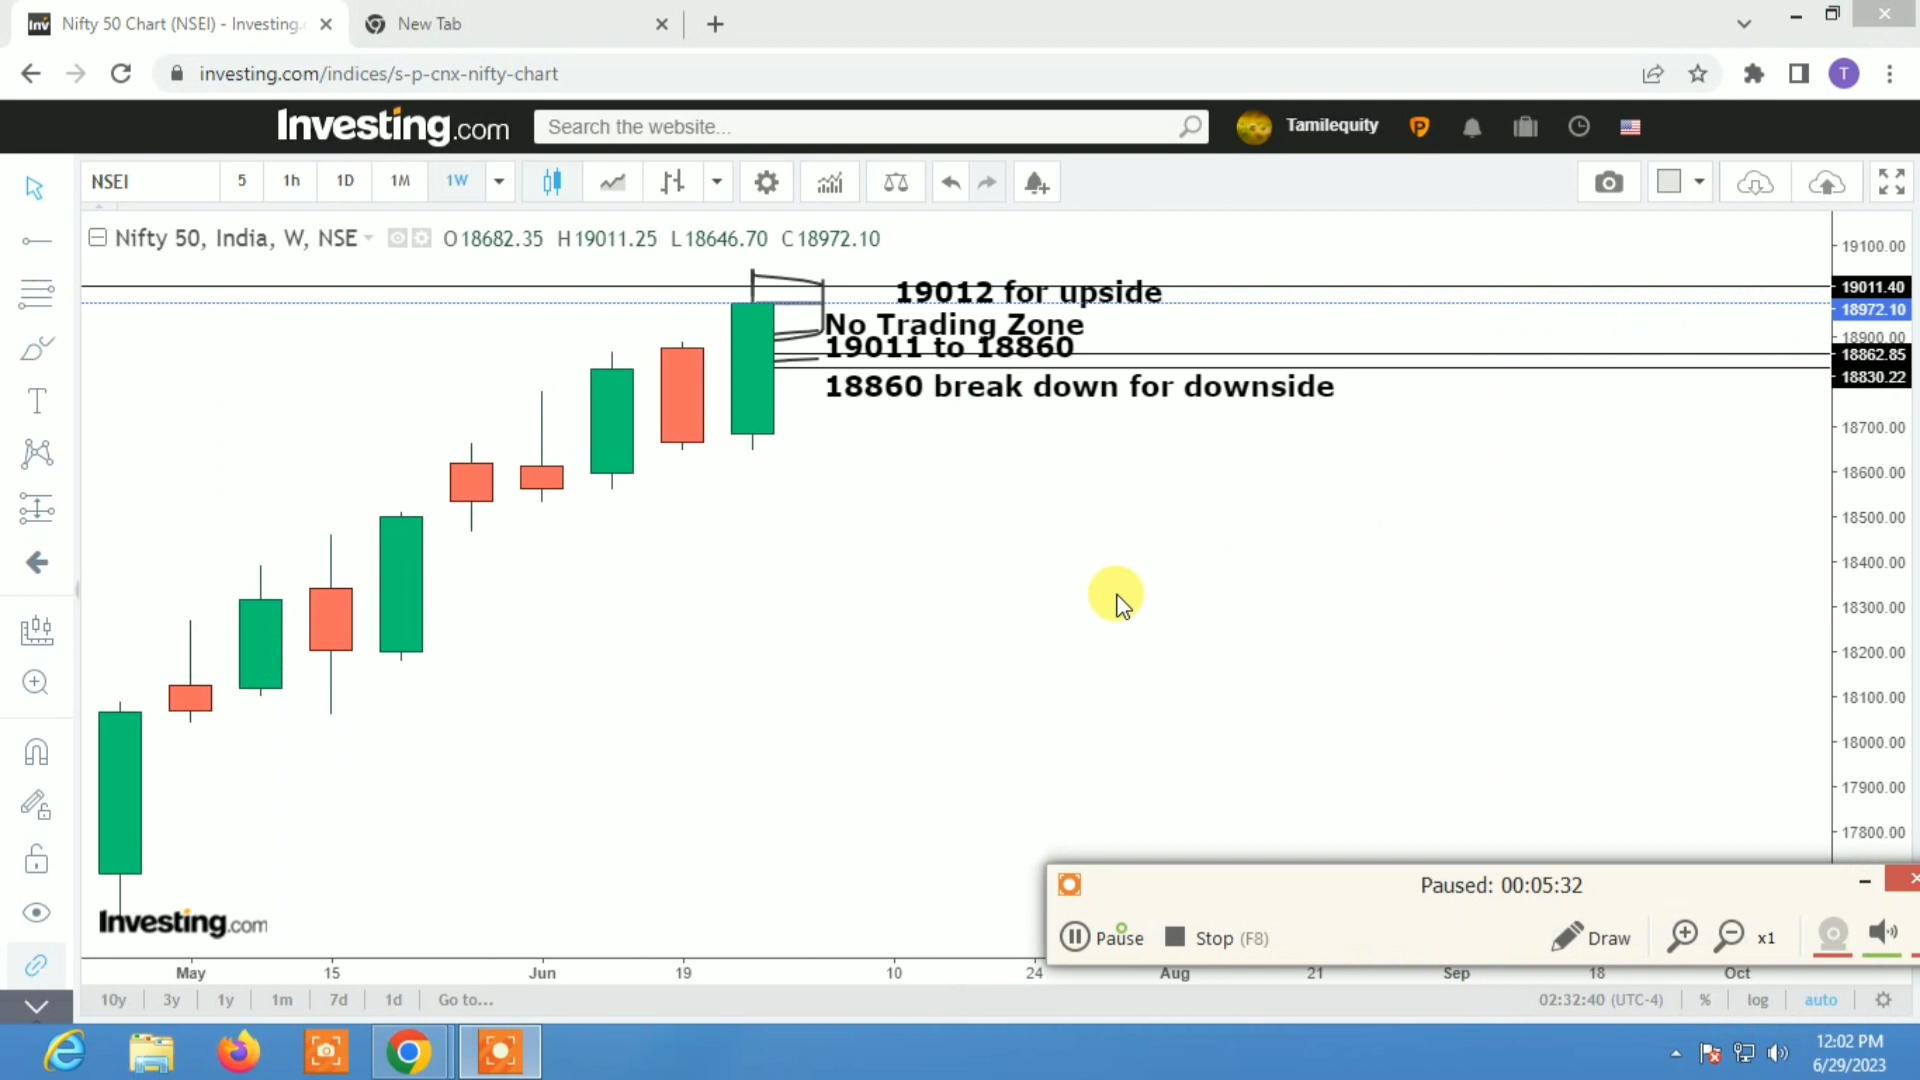 Nifty 50 Chart (NSEI) - Investing.
New Tab
investing.com/indices/s-p-cnx-nifty-chart
T
Investing.com
Search the website...
Tamilequity
P
NSEI
5
1h
1D
1M
1W
Nifty 50, India, W, NSE
O18682.35 H19011.25 L18646.70 C18972.10
19100.00
19012 for upside
19011.40
18972.10
No Trading Zone
18900.00
19011 to 18860
18862.85
18830.22
18860 break down for downside
18700.00
18600.00
18500.00
18400.00
18300.00
18200.00
18100.00
18000.00
17900.00
17800.00
Investing.com
Paused: 00:05:32
Pause
Stop (F8)
Draw
x1
May 15 Jun 19 10 24 Aug 21 Sep 18 Oct
10y 3y 1y 1m 7d 1d Go to...
02:32:40 (UTC-4) % log auto
12:02 PM
6/29/2023